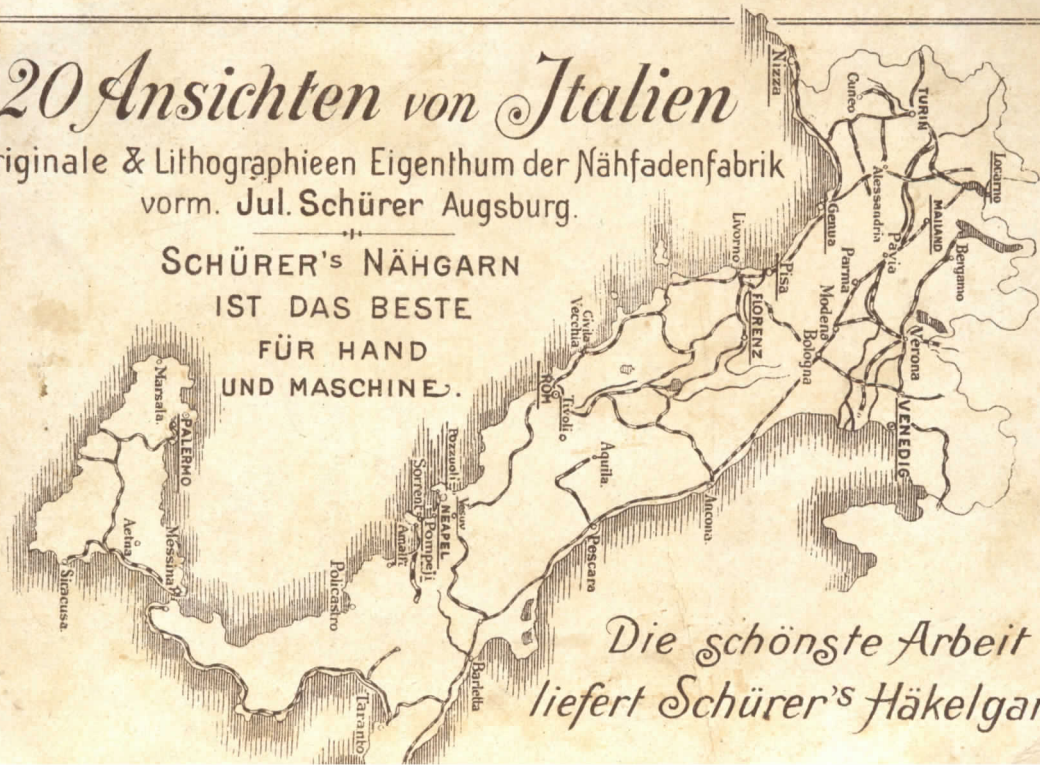 20 Ansichten von Italien
riginale & Lithographieen Eigenthum der Nähfadenfabrik
vorm. Jul. Schürer Augsburg.
SCHÜRER'S NÄHGARN
IST DAS BESTE
FÜR HAND
UND MASCHINE.
Nizza
Cuneo
TURIN
Locarno
Alessandria
MAILAND
Genua
Pavia
Bergamo
Livorno
Pisa
Parma
Modena
Verona
FLORENZ
Bologna
VENEDIG
Civita
Vecchia
ROM
Tivoli
Aquila.
Ancona.
Marsala.
PALERMO
Pozzuoli
Sorrent
NEAPEL
Pompeji
Amalfi
Vesuv
Pescara
Aetna
Messina
Siracusa.
Policastro
Barletta
Taranto
Die schönste Arbeit
liefert Schürer's Häkelgar